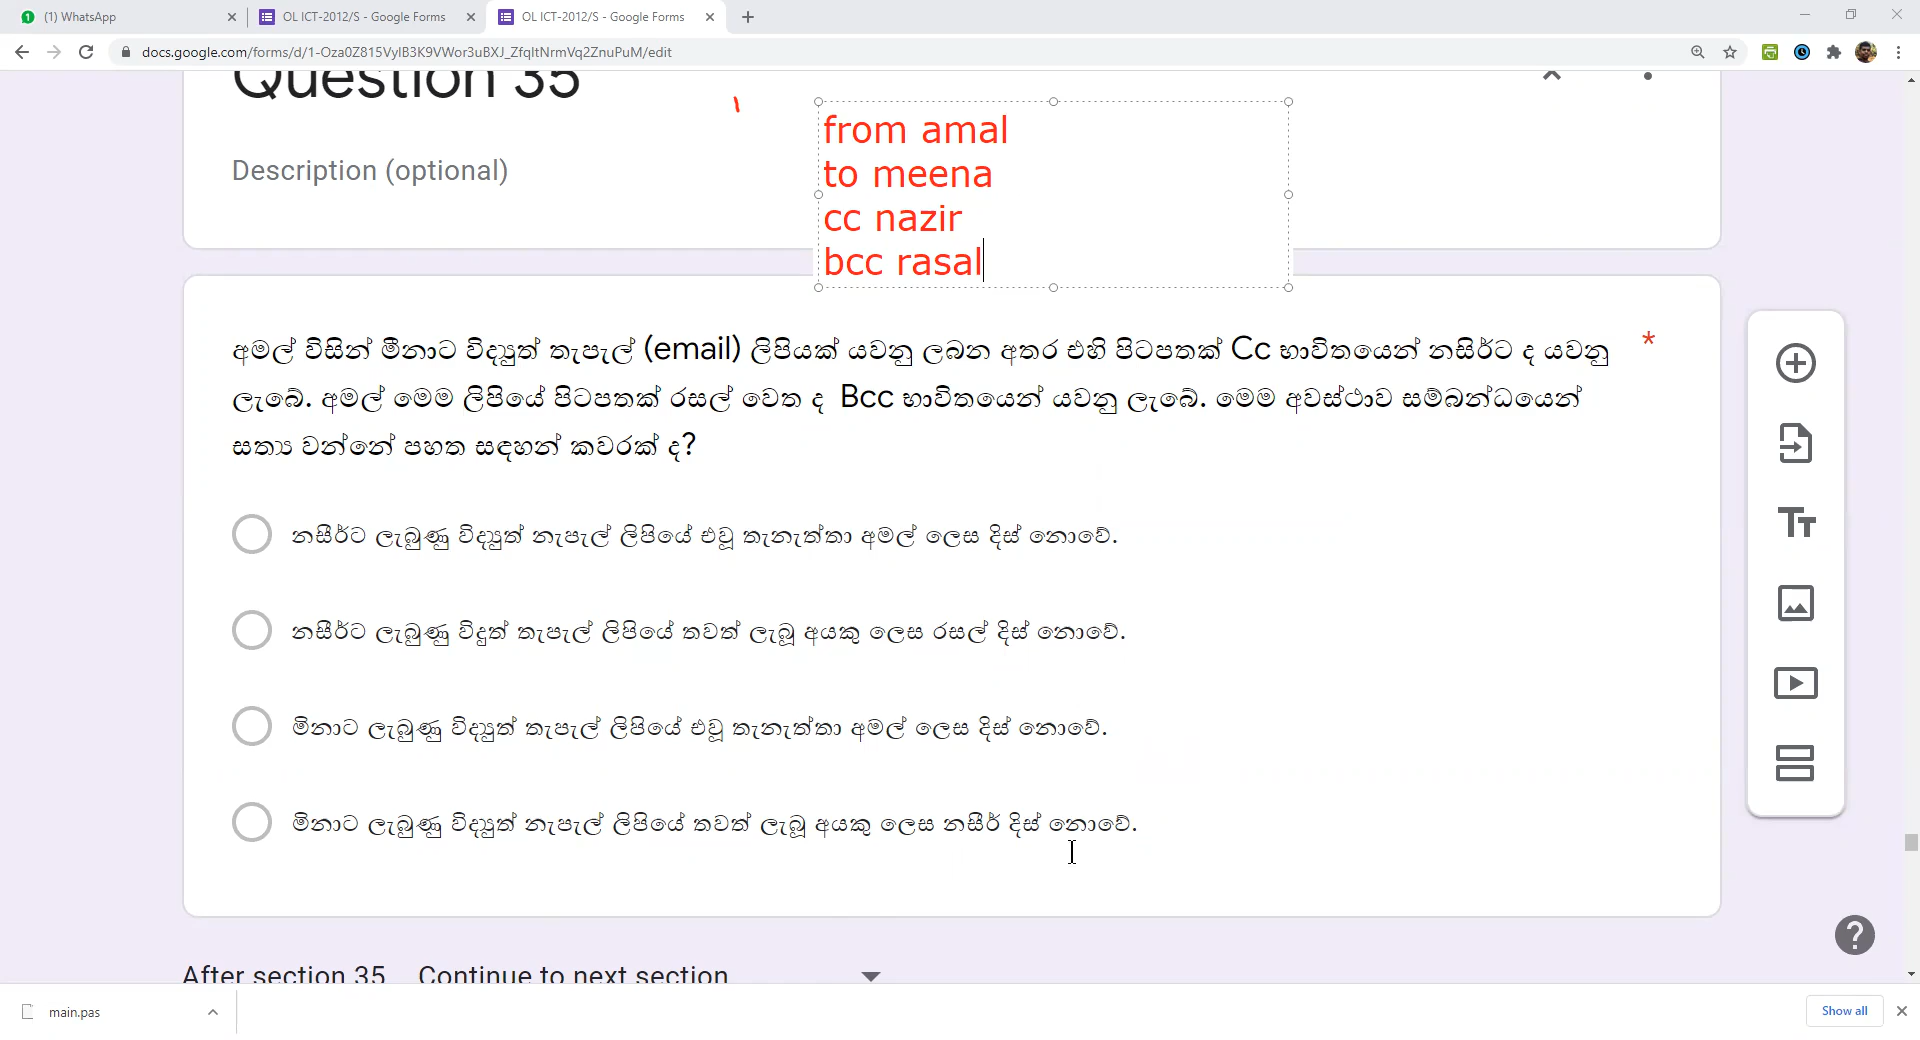 (1) WhatsApp
OL ICT-2012/S - Google Forms
OL ICT-2012/S - Google Forms
docs.google.com/forms/d/1-Oza0Z815VyIB3K9VWor3uBXJ_ZfqItNrmVq2ZnuPuM/edit
Question 35
Description (optional)
from amal
to meena
cc nazir
bcc rasal
අමල් විසින් මීනාට විද්‍යුත් තැපැල් (email) ලිපියක් යවනු ලබන අතර එහි පිටපතක් Cc භාවිතයෙන් නසිර්ට ද යවනු *
ලැබේ. අමල් මෙම ලිපියේ පිටපතක් රසල් වෙත ද Bcc භාවිතයෙන් යවනු ලැබේ. මෙම අවස්ථාව සම්බන්ධයෙන්
සත්‍ය වන්නේ පහත සඳහන් කවරක් ද?
නසීර්ට ලැබුණු විද්‍යුත් නැපැල් ලිපියේ එවූ තැනැත්තා අමල් ලෙස දිස් නොවේ.
නසීර්ට ලැබුණු විදුත් තැපැල් ලිපියේ තවත් ලැබූ අයකු ලෙස රසල් දිස් නොවේ.
මිනාට ලැබුණු විද්‍යුත් තැපැල් ලිපියේ එවූ තැනැත්තා අමල් ලෙස දිස් නොවේ.
මිනාට ලැබුණු විද්‍යුත් නැපැල් ලිපියේ තවත් ලැබූ අයකු ලෙස නසීර් දිස් නොවේ.
After section 35 Continue to next section
main.pas
Show all